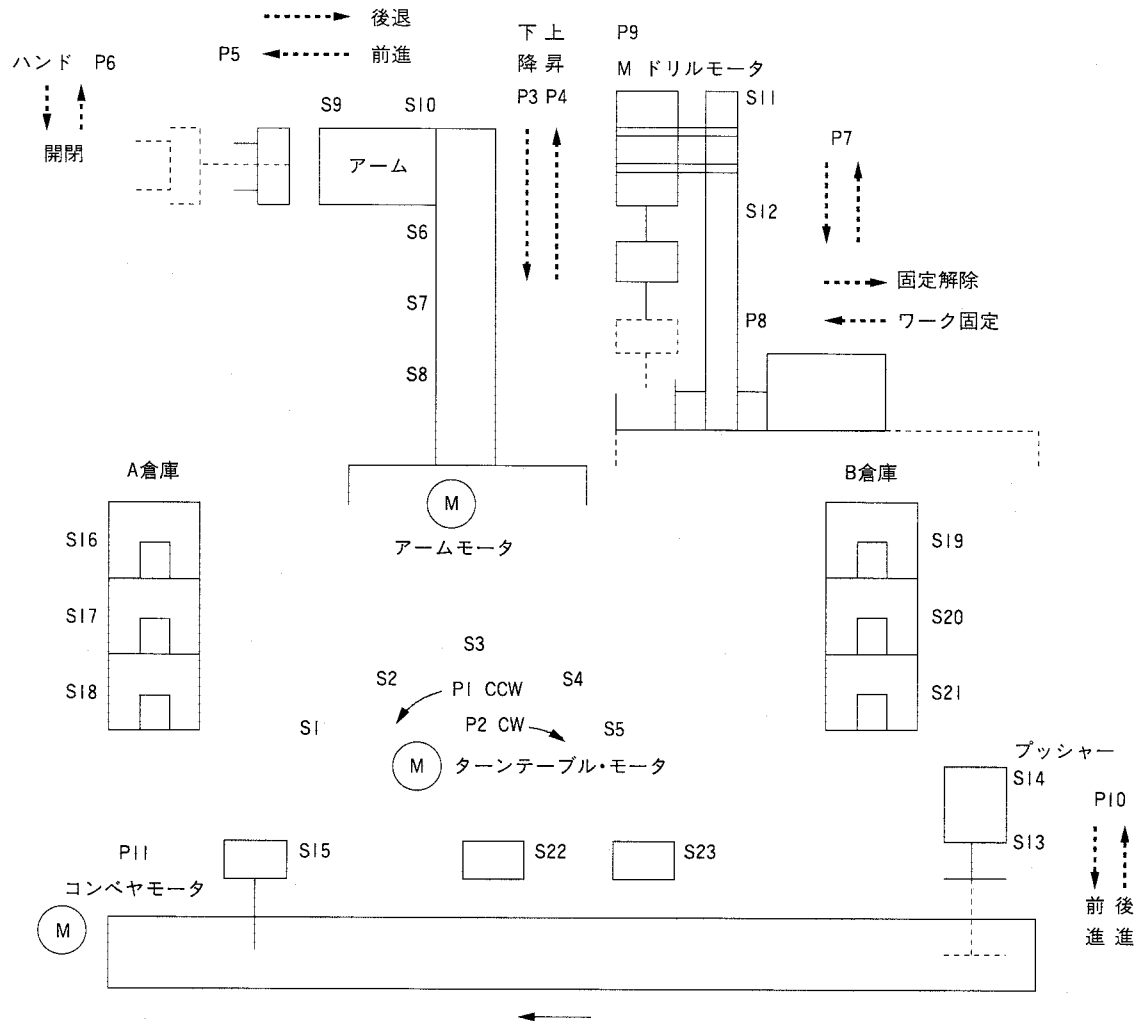 後退
P5
前進
ハンド P6
開閉
下降 上昇
P3 P4
P9
M ドリルモータ
S9
S10
アーム
S6
S7
S8
S11
P7
S12
固定解除
P8
ワーク固定
A倉庫
B倉庫
M
アームモータ
S16
S17
S18
S19
S20
S21
S3
S2
S4
P1 CCW
S1
P2 CW
S5
M
ターンテーブル・モータ
プッシャー
S14
P10
S13
前進 後進
P11
S15
S22
S23
コンベヤモータ
M